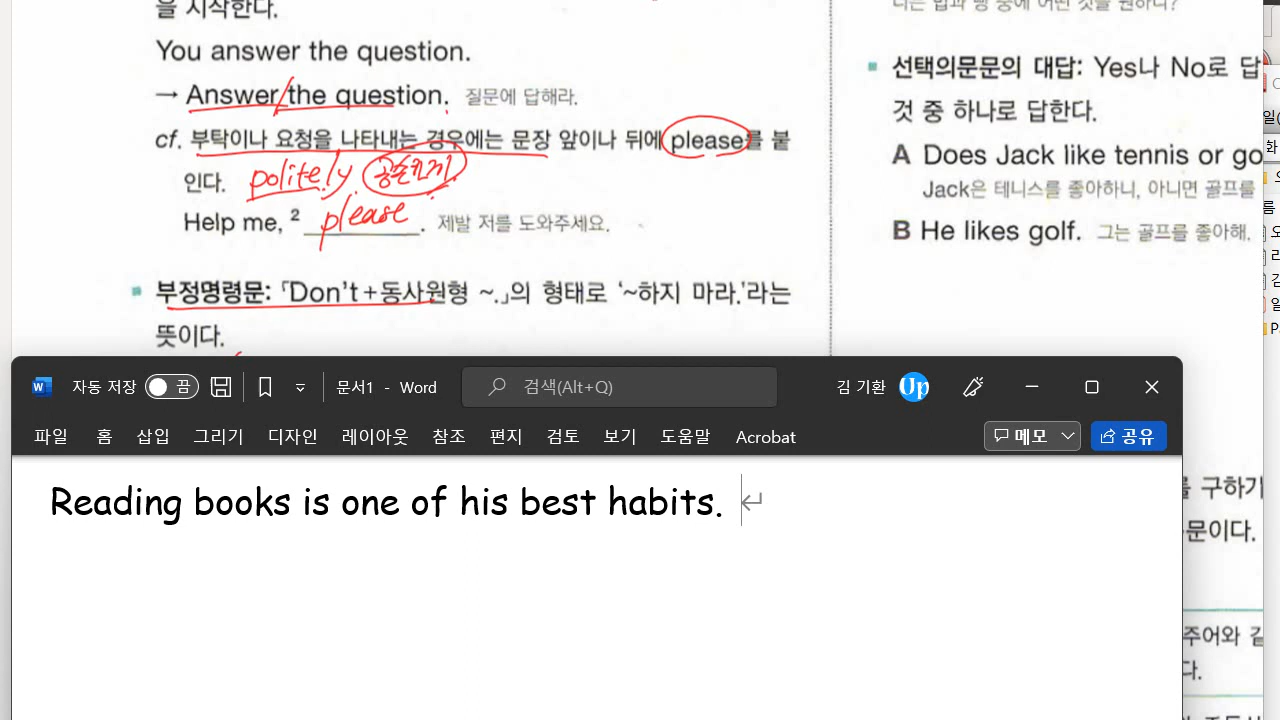 을 시작한다.
You answer the question.
→ Answer/the question. 질문에 답해라.
cf. 부탁이나 요청을 나타내는 경우에는 문장 앞이나 뒤에 please를 붙
인다. politely 공손하게
Help me, ² please. 제발 저를 도와주세요.
부정명령문: 「Don't+동사원형 ~.」의 형태로 '~하지 마라.'라는
뜻이다.
선택의문문의 대답: Yes나 No로 답
것 중 하나로 답한다.
A Does Jack like tennis or go
Jack은 테니스를 좋아하니, 아니면 골프를
B He likes golf. 그는 골프를 좋아해.
자동 저장 끔 문서1 - Word 검색(Alt+Q) 김 기환 Up
파일 홈 삽입 그리기 디자인 레이아웃 참조 편지 검토 보기 도움말 Acrobat 메모 공유
Reading books is one of his best habits.
를 구하기
문이다.
주어와 같
다.